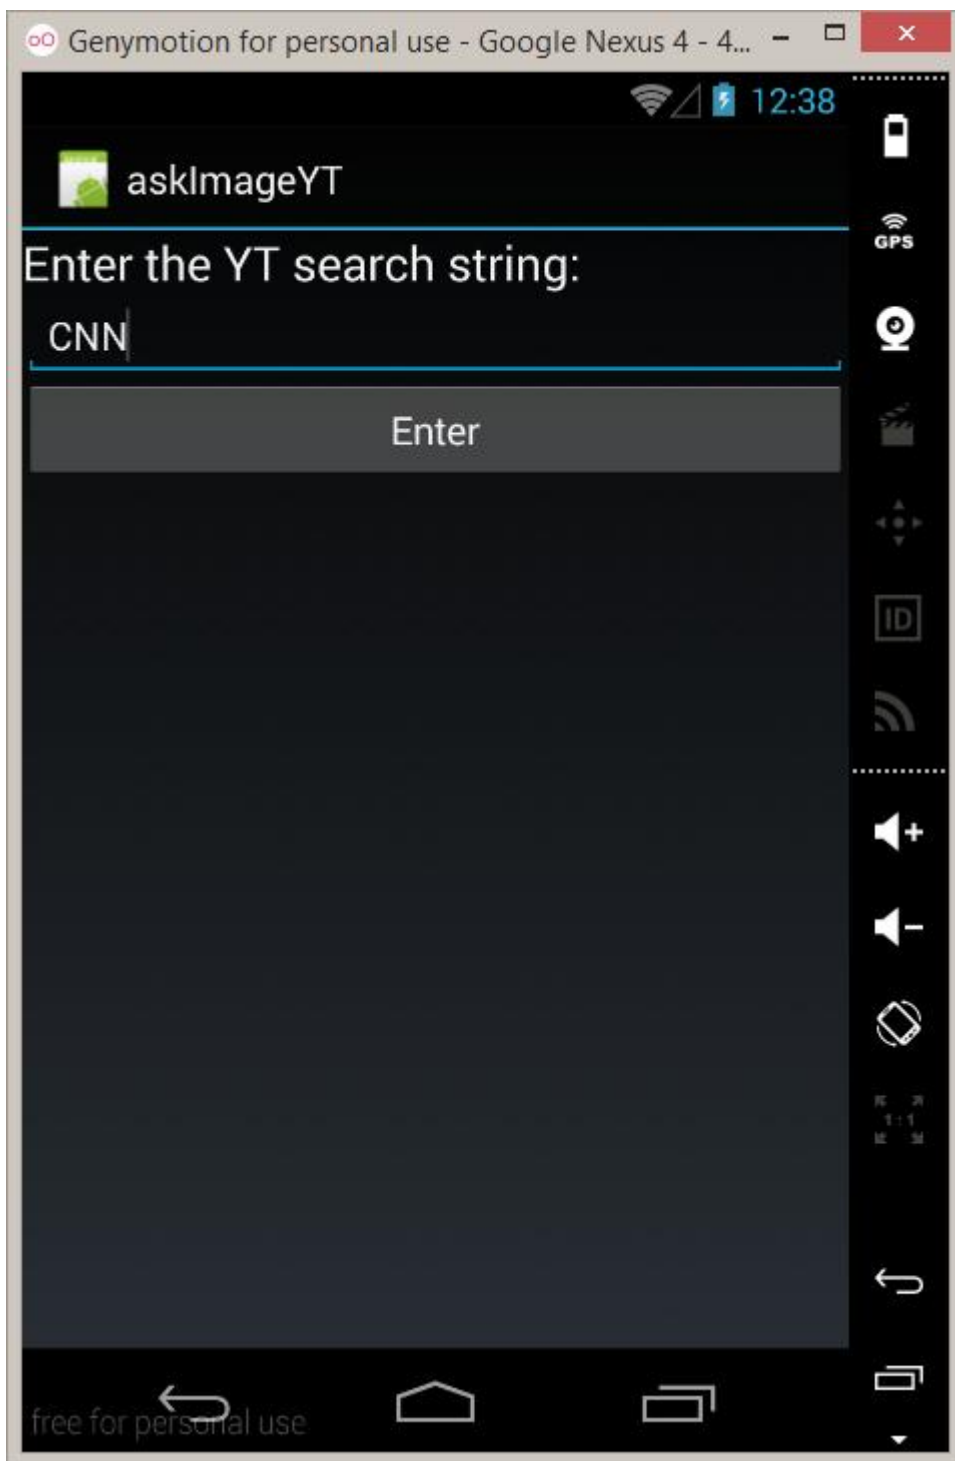 Genymotion for personal use - Google Nexus 4 - 4...
12:38
askImageYT
GPS
Enter the YT search string:
CNN
Enter
ID
1:1
free for personal use